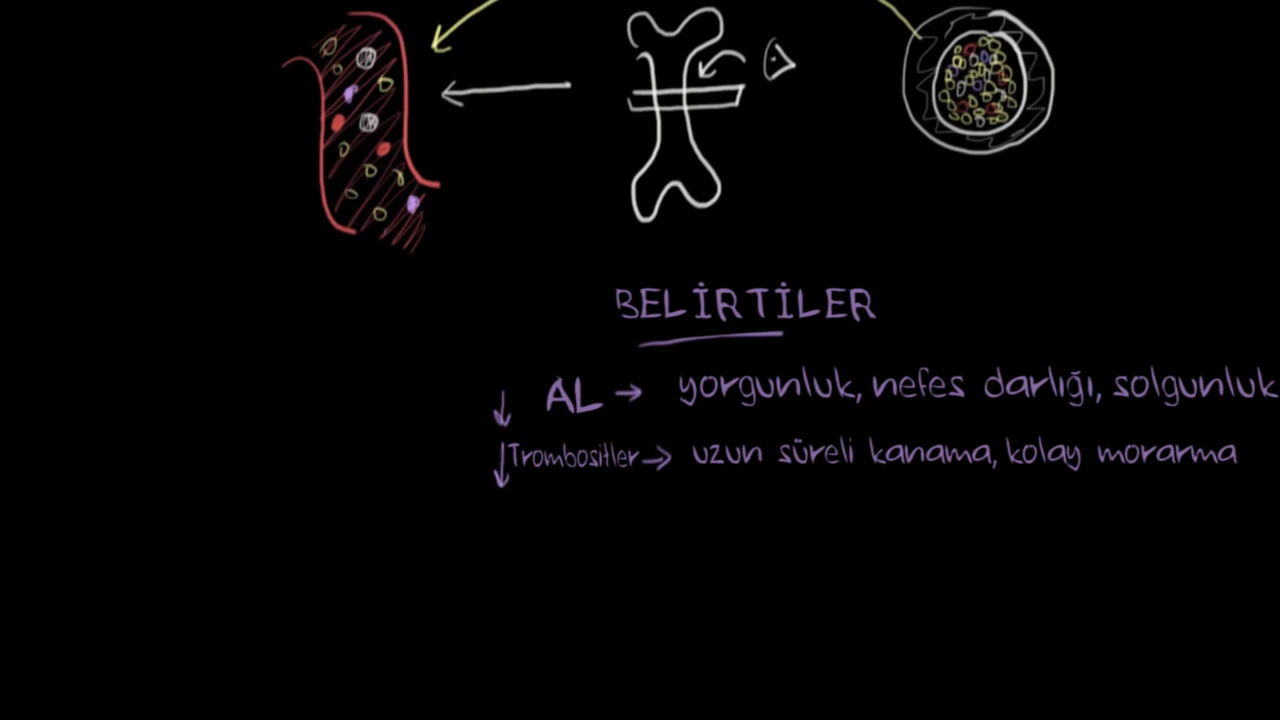 BELİRTİLER
↓ AL → yorgunluk, nefes darlığı, solgunluk
↓ Trombositler → uzun süreli kanama, kolay morarma